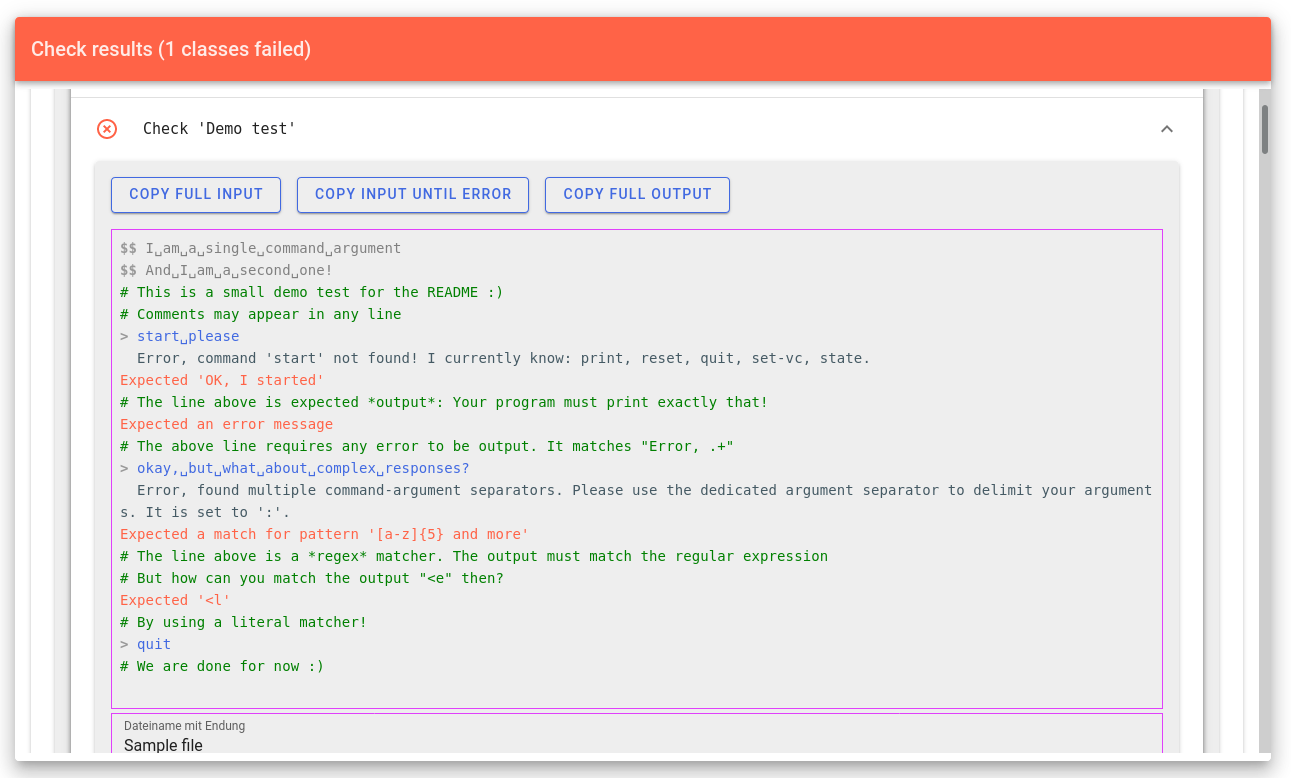 Check results (1 classes failed)
Check 'Demo test'
COPY FULL INPUT
COPY INPUT UNTIL ERROR
COPY FULL OUTPUT
$$ I␣am␣a␣single␣command␣argument
$$ And␣I␣am␣a␣second␣one!
# This is a small demo test for the README :)
# Comments may appear in any line
> start␣please
Error, command 'start' not found! I currently know: print, reset, quit, set-vc, state.
Expected 'OK, I started'
# The line above is expected *output*: Your program must print exactly that!
Expected an error message
# The above line requires any error to be output. It matches "Error, .+"
> okay,␣but␣what␣about␣complex␣responses?
Error, found multiple command-argument separators. Please use the dedicated argument separator to delimit your argument
s. It is set to ':'.
Expected a match for pattern '[a-z]{5} and more'
# The line above is a *regex* matcher. The output must match the regular expression
# But how can you match the output "<e" then?
Expected '<l'
# By using a literal matcher!
> quit
# We are done for now :)
Dateiname mit Endung
Sample file